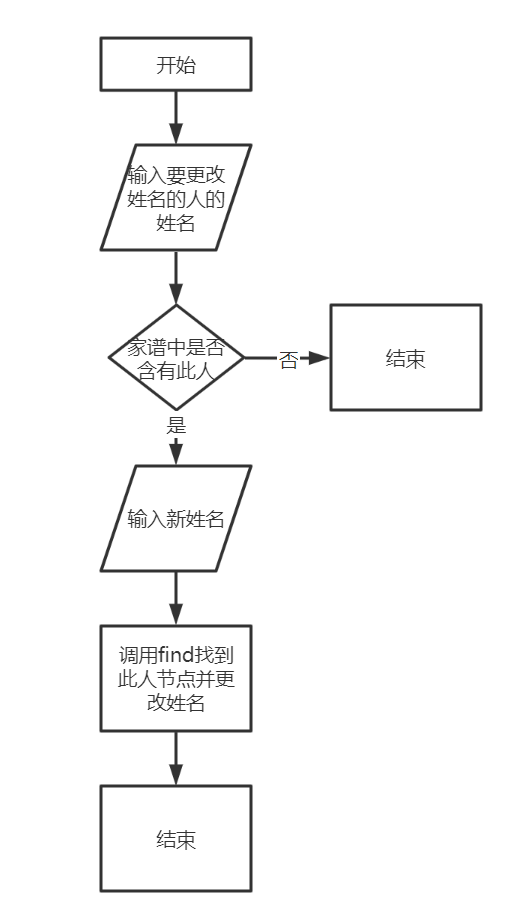 开始
输入要更改
姓名的人的
姓名
家谱中是否
含有此人
否
结束
是
输入新姓名
调用find找到
此人节点并更
改姓名
结束